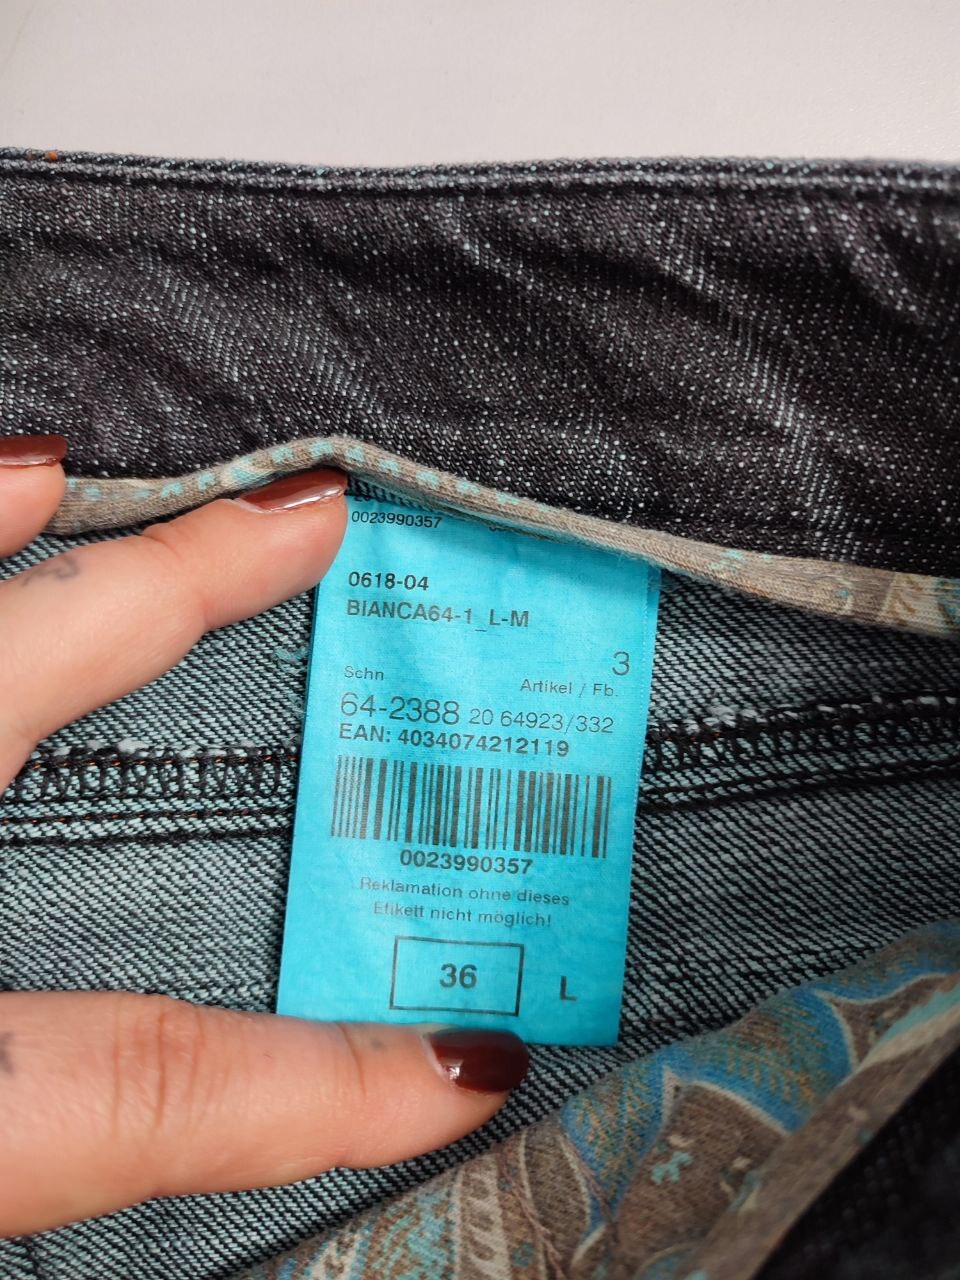 0023990357
0618-04
BIANCA64-1_L-M
3
Schn
Artikel / Fb.
64-2388 20 64923/332
EAN: 4034074212119
0023990357
Reklamation ohne dieses
Etikett nicht möglich!
36
L